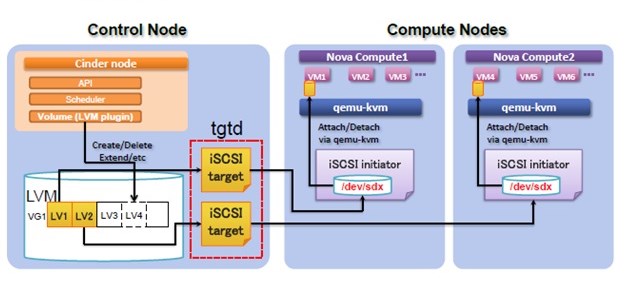 Control Node
Compute Nodes
Cinder node
API
Scheduler
Volume (LVM plugin)
Create/Delete
Extend/etc
tgtd
iSCSI
target
iSCSI
target
LVM
VG1
LV1
LV2
LV3
LV4
Nova Compute1
VM1
VM2
VM3
•••
qemu-kvm
Attach/Detach
via qemu-kvm
iSCSI initiator
/dev/sdx
Nova Compute2
VM4
VM5
VM6
•••
qemu-kvm
Attach/Detach
via qemu-kvm
iSCSI initiator
/dev/sdx